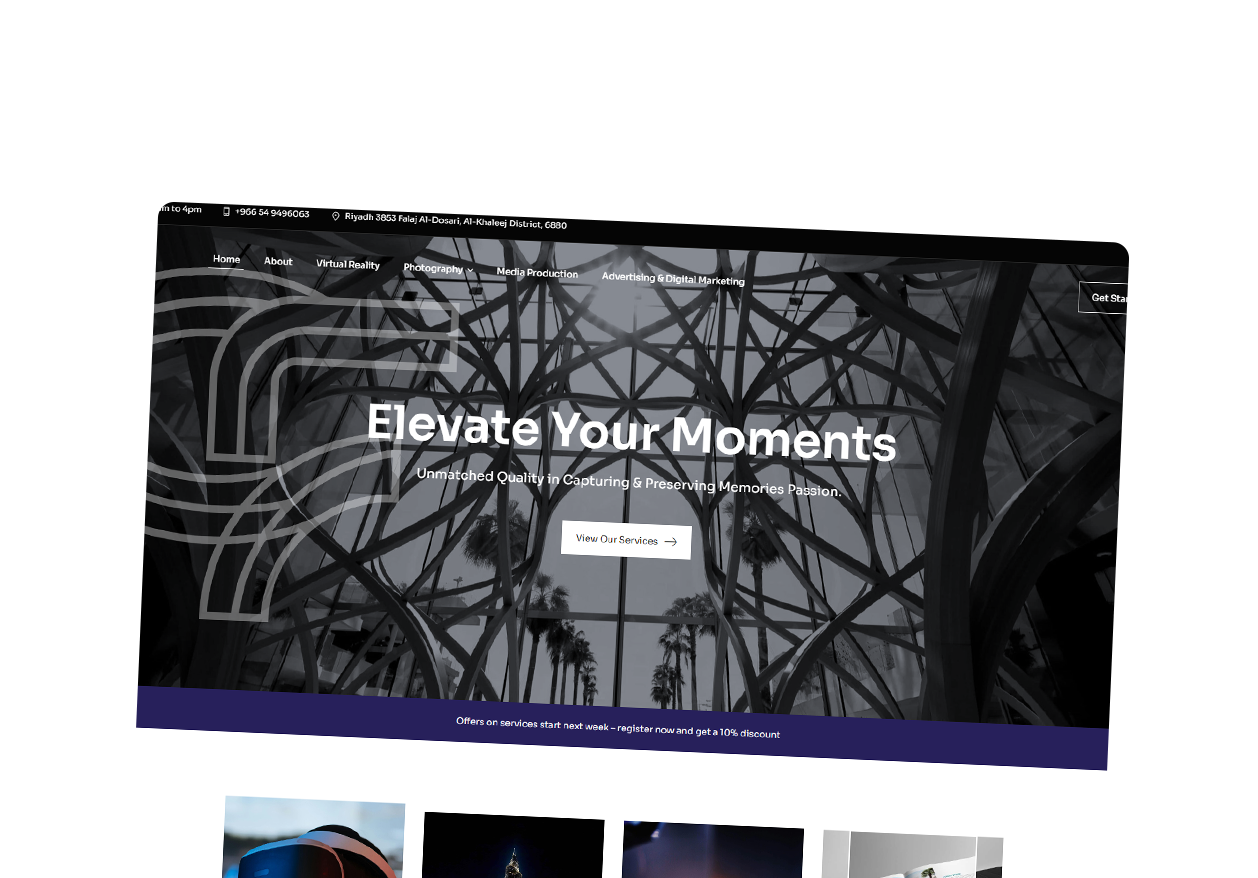 to 4pm +966 54 9496063 Riyadh 3853 Falaj Al-Dosari, Al-Khaleej District, 6880
Home About Virtual Reality Photography Media Production Advertising & Digital Marketing
Get
Elevate Your Moments
Unmatched Quality in Capturing & Preserving Memories Passion.
View Our Services
Offers on services start next week – register now and get a 10% discount